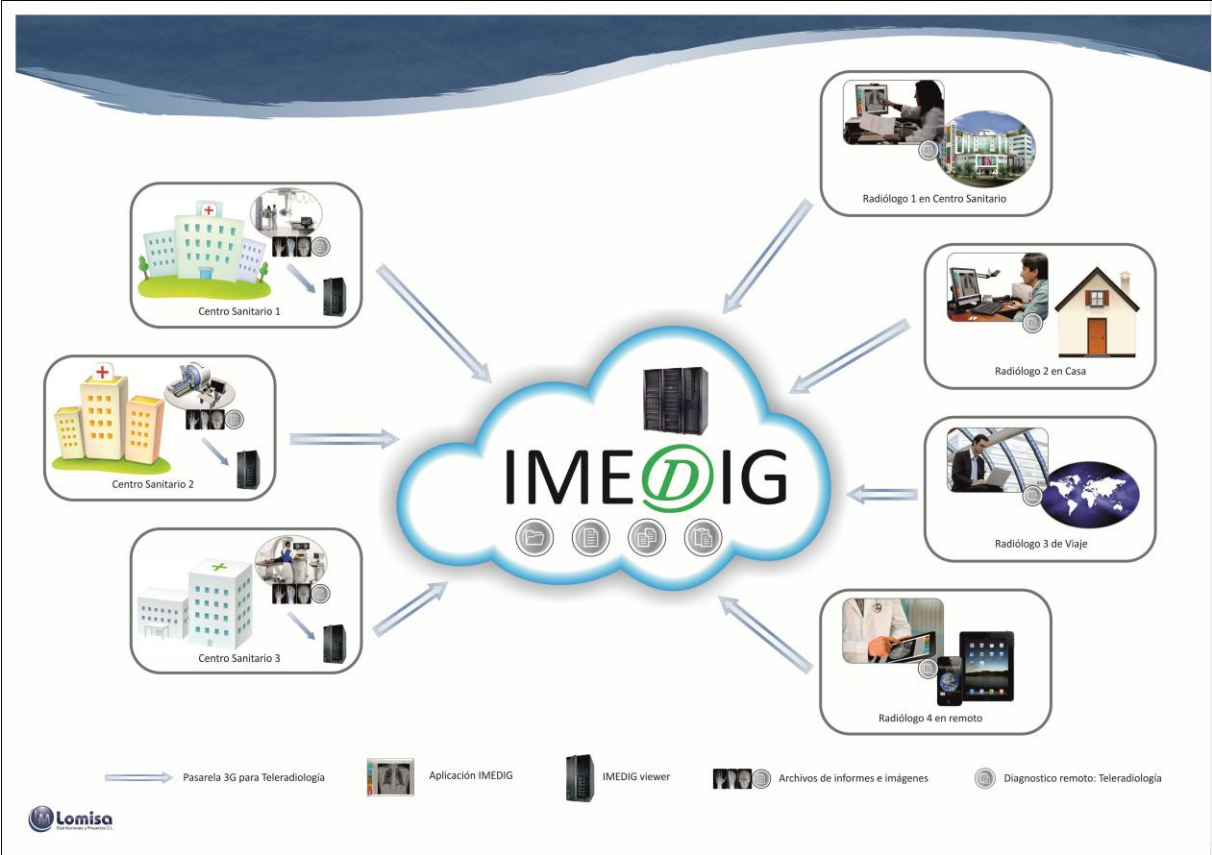 Radiólogo 1 en Centro Sanitario
Centro Sanitario 1
Radiólogo 2 en Casa
Centro Sanitario 2
IMEDIG
Radiólogo 3 de Viaje
Centro Sanitario 3
Radiólogo 4 en remoto
Pasarela 3G para Teleradiología
Aplicación IMEDIG
IMEDIG viewer
Archivos de informes e imágenes
Diagnostico remoto: Teleradiología
Lomisa
Distribuciones y Proyectos S.L.